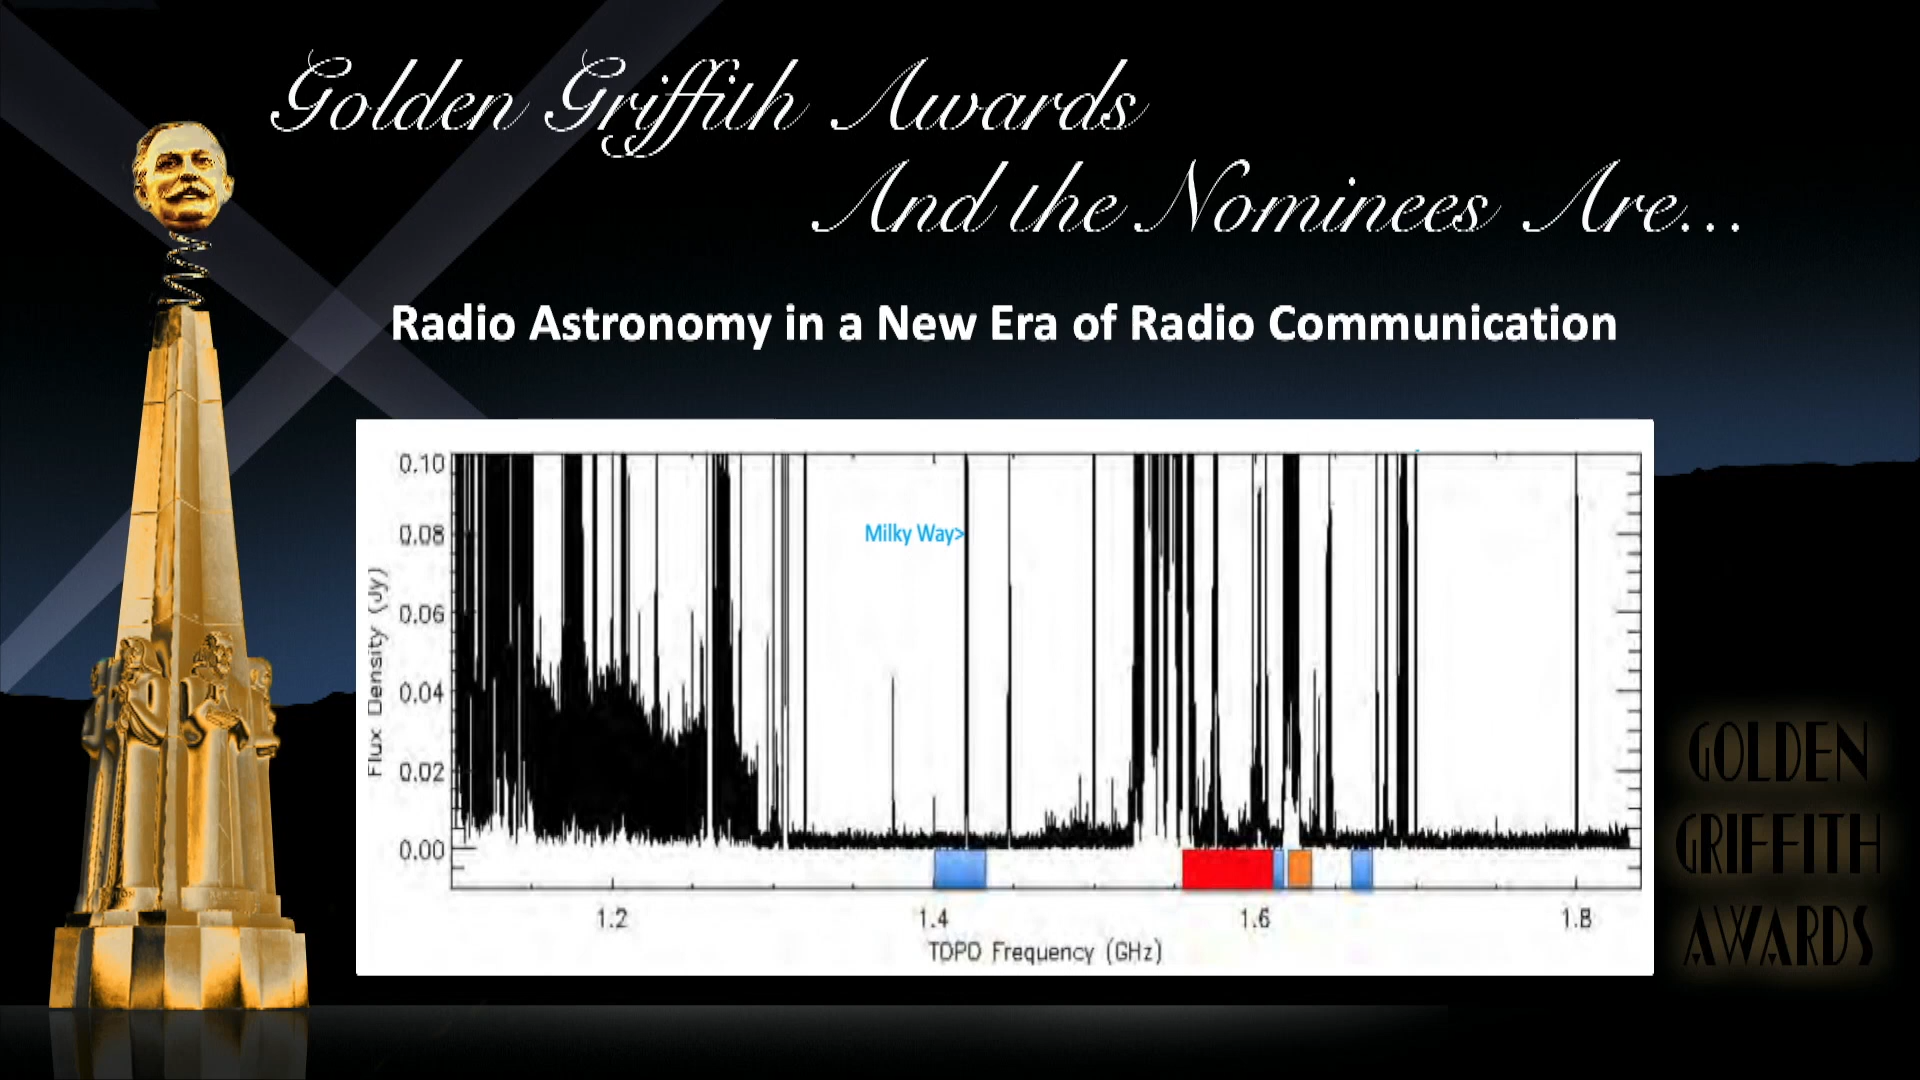 Golden Griffith Awards
And the Nominees Are...
Radio Astronomy in a New Era of Radio Communication
0.10
0.08
0.06
0.04
0.02
0.00
Flux Density (Jy)
Milky Way>
1.2
1.4
1.6
1.8
TOPO Frequency (GHz)
GOLDEN
GRIFFITH
AWARDS